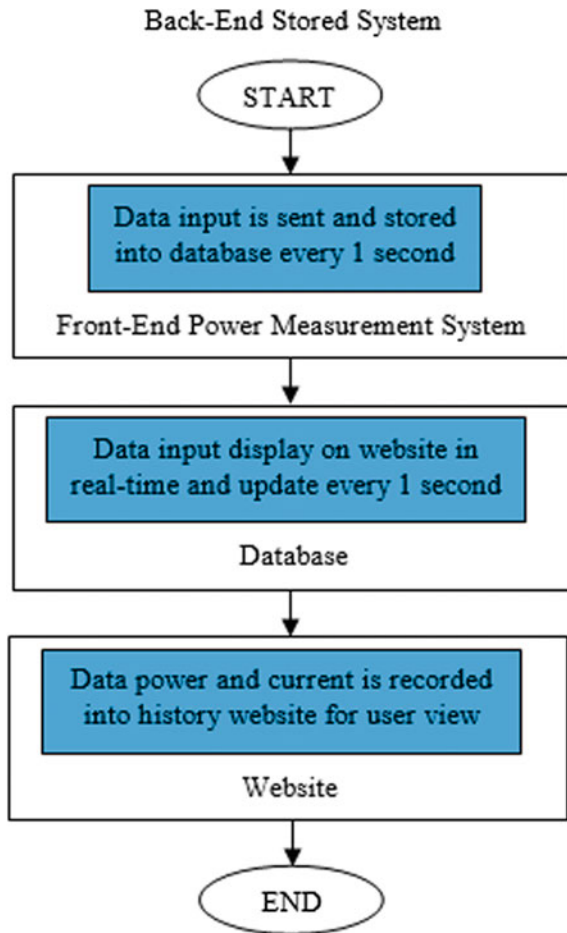 Back-End Stored System
START
Data input is sent and stored
into database every 1 second
Front-End Power Measurement System
Data input display on website in
real-time and update every 1 second
Database
Data power and current is recorded
into history website for user view
Website
END